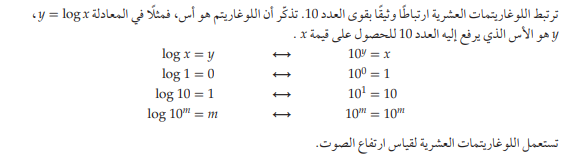 ترتبط اللوغاريتمات العشرية ارتباطًا وثيقًا بقوى العدد 10. تذكّر أن اللوغاريتم هو أس، فمثلًا في المعادلة y = log x،
y هو الأس الذي يرفع إليه العدد 10 للحصول على قيمة x .
log x = y ⟷ 10^y = x
log 1 = 0 ⟷ 10^0 = 1
log 10 = 1 ⟷ 10^1 = 10
log 10^m = m ⟷ 10^m = 10^m
تستعمل اللوغاريتمات العشرية لقياس ارتفاع الصوت.